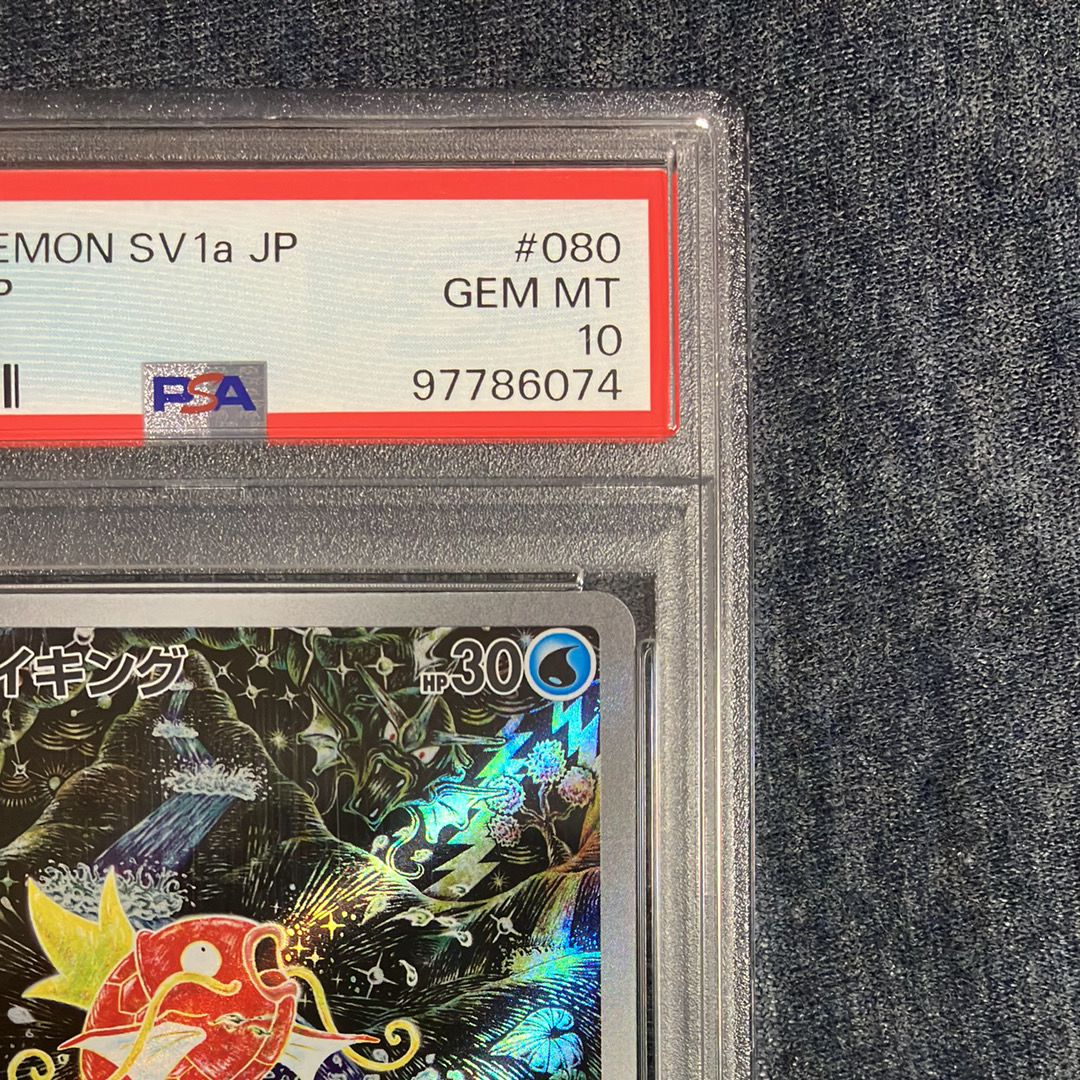 EMON SV1a JP #080
P GEM MT
10
PSA 97786074
イキング HP30